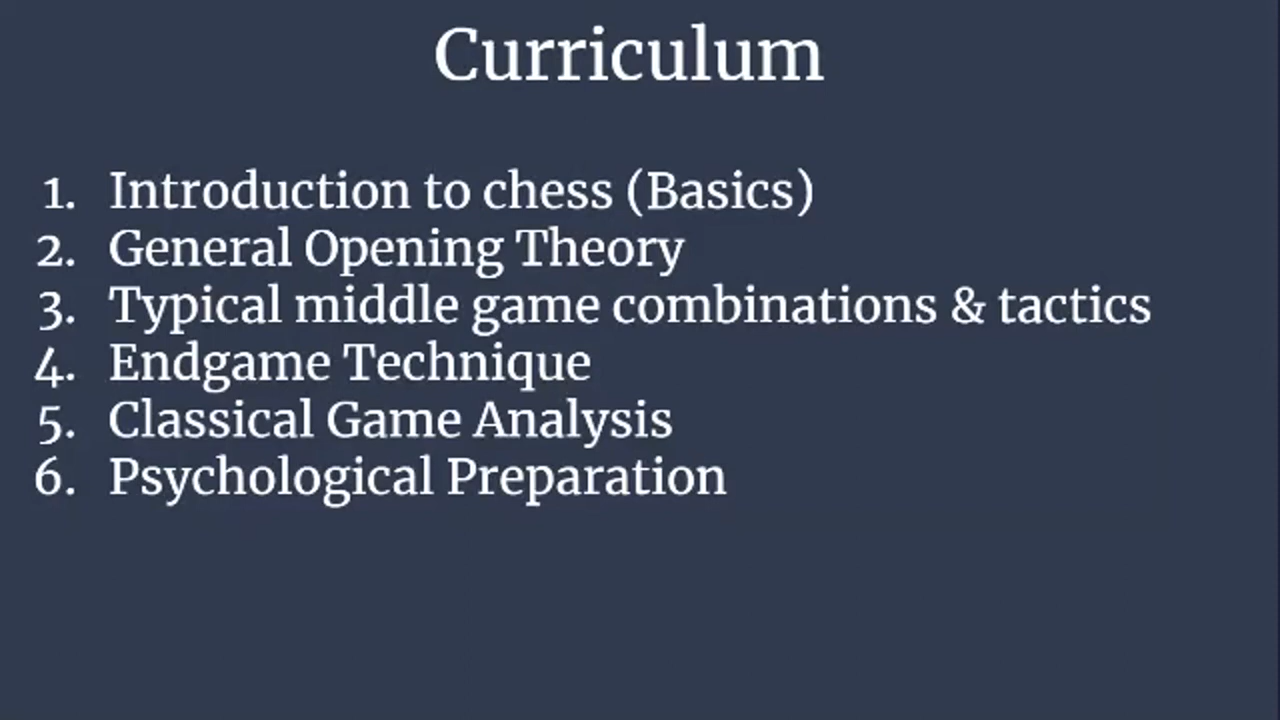 Curriculum
1. Introduction to chess (Basics)
2. General Opening Theory
3. Typical middle game combinations & tactics
4. Endgame Technique
5. Classical Game Analysis
6. Psychological Preparation